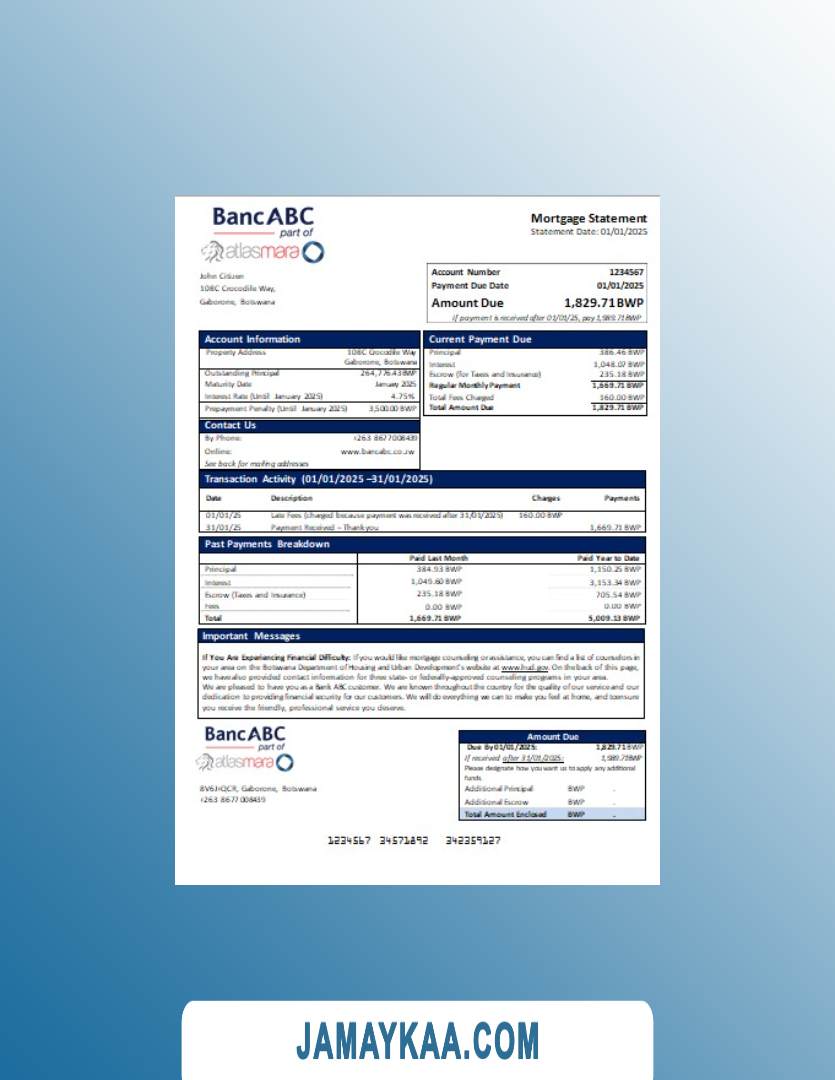 BancABC
part of
atlasmara
Mortgage Statement
Statement Date: 01/01/2025
John Citizen
108C Crocodile Way,
Gaborone, Botswana
Account Number 1234567
Payment Due Date 01/01/2025
Amount Due 1,829.71BWP
If payment is received after 01/01/25, pay 1,989.71BWP
Account Information
Property Address 108C Crocodile Way
Gaborone, Botswana
Outstanding Principal 264,776.43BWP
Maturity Date January 2025
Interest Rate (Until January 2025) 4.75%
Prepayment Penalty (Until January 2025) 3,500.00 BWP
Current Payment Due
Principal 386.46 BWP
Interest 1,048.07 BWP
Escrow (for Taxes and Insurance) 235.18 BWP
Regular Monthly Payment 1,669.71 BWP
Total Fees Charged 160.00 BWP
Total Amount Due 1,829.71 BWP
Contact Us
By Phone: +263 8677008439
Online: www.bancabc.co.zw
See back for mailing addresses
Transaction Activity (01/01/2025 –31/01/2025)
Date Description Charges Payments
01/01/25 Late Fees (charged because payment was received after 31/01/2025) 160.00 BWP
31/01/25 Payment Received – Thank you 1,669.71 BWP
Past Payments Breakdown
Paid Last Month Paid Year to Date
Principal 384.93 BWP 1,150.25 BWP
Interest 1,049.60 BWP 3,153.34 BWP
Escrow (Taxes and Insurance) 235.18 BWP 705.54 BWP
Fees 0.00 BWP 0.00 BWP
Total 1,669.71 BWP 5,009.13 BWP
Important Messages
If You Are Experiencing Financial Difficulty: If you would like mortgage counseling or assistance, you can find a list of counselors in
your area on the Botswana Department of Housing and Urban Development's website at www.hud.gov. On the back of this page,
we have also provided contact information for three state- or federally-approved counseling programs in your area.
We are pleased to have you as a Bank ABC customer. We are known throughout the country for the quality of our service and our
dedication to providing financial security for our customers. We will do everything we can to make you feel at home, and to ensure
you receive the friendly, professional service you deserve.
BancABC
part of
atlasmara
8V6J+QCR, Gaborone, Botswana
+263 8677008439
Amount Due
Due By 01/01/2025: 1,829.71 BWP
If received after 31/01/2025: 1,989.71BWP
Please designate how you want us to apply any additional
funds.
Additional Principal BWP -
Additional Escrow BWP -
Total Amount Enclosed BWP -
1234567 34571892 342359127
JAMAYKAA.COM